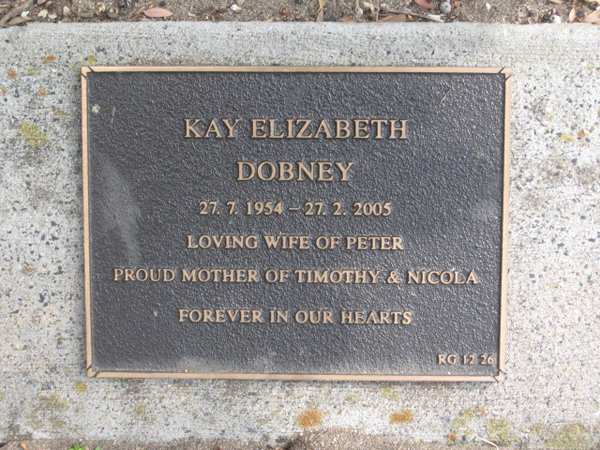 KAY ELIZABETH
DOBNEY
27. 7. 1954 – 27. 2. 2005
LOVING WIFE OF PETER
PROUD MOTHER OF TIMOTHY & NICOLA
FOREVER IN OUR HEARTS
RG 12 26